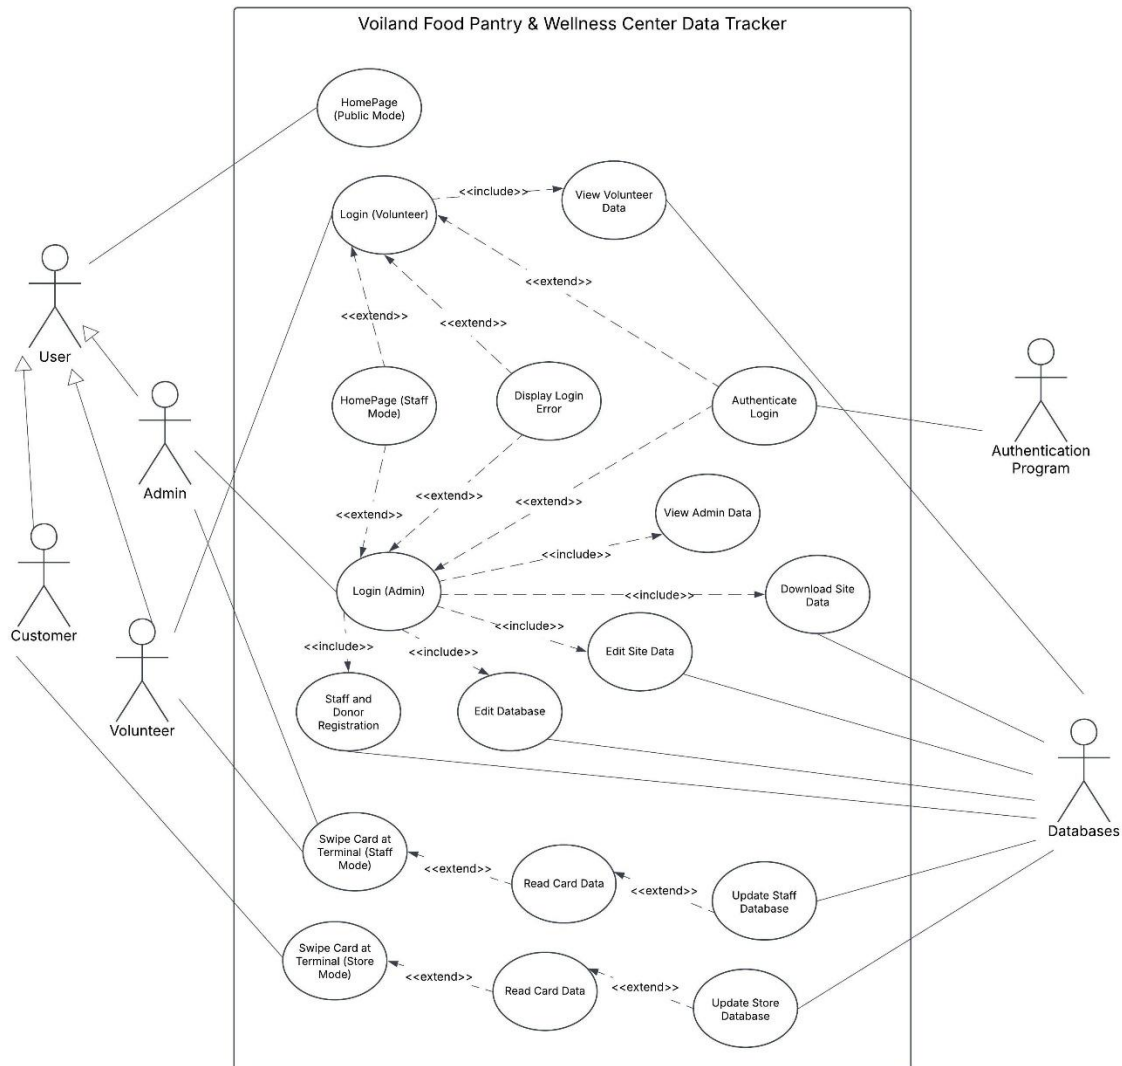 Voiland Food Pantry & Wellness Center Data Tracker
HomePage
(Public Mode)
Login (Volunteer)
<<include>>
View Volunteer
Data
<<extend>>
<<extend>>
<<extend>>
User
HomePage (Staff
Mode)
Display Login
Error
Authenticate
Login
Authentication
Program
Admin
<<extend>>
<<extend>>
<<extend>>
View Admin Data
<<include>>
Login (Admin)
<<include>>
Download Site
Data
Customer
<<include>>
<<include>>
<<include>>
Edit Site Data
Volunteer
Staff and
Donor
Registration
Edit Database
Databases
Swipe Card at
Terminal (Staff
Mode)
<<extend>>
Read Card Data
<<extend>>
Update Staff
Database
Swipe Card at
Terminal (Store
Mode)
<<extend>>
Read Card Data
<<extend>>
Update Store
Database